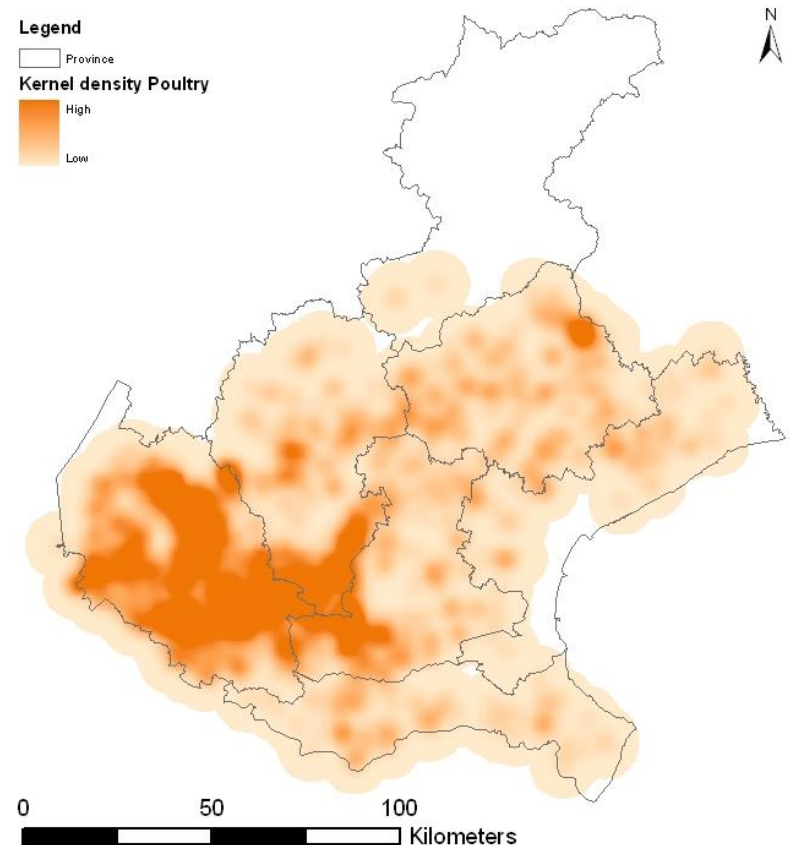 Legend
Province
Kernel density Poultry
High
Low
N
0 50 100
Kilometers